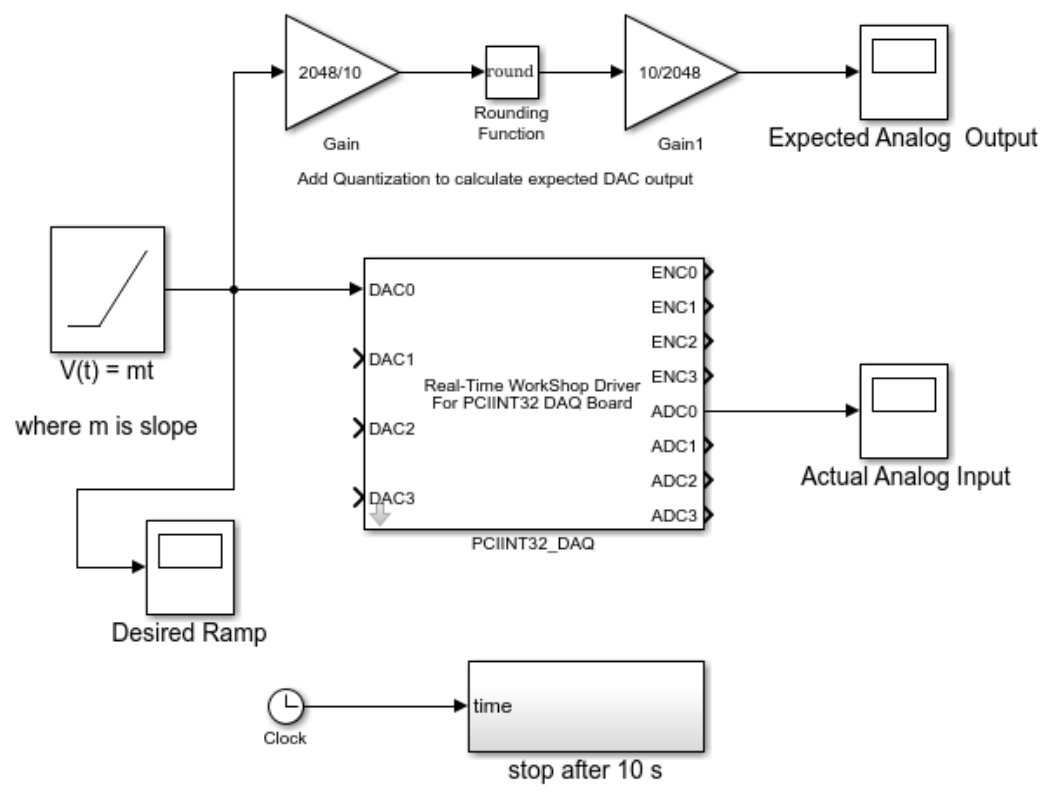 2048/10
round
10/2048
Rounding
Function
Gain
Gain1
Expected Analog Output
Add Quantization to calculate expected DAC output
V(t) = mt
where m is slope
DAC0
DAC1
DAC2
DAC3
Real-Time WorkShop Driver
For PCIINT32 DAQ Board
ENC0
ENC1
ENC2
ENC3
ADC0
ADC1
ADC2
ADC3
PCIINT32_DAQ
Actual Analog Input
Desired Ramp
Clock
time
stop after 10 s